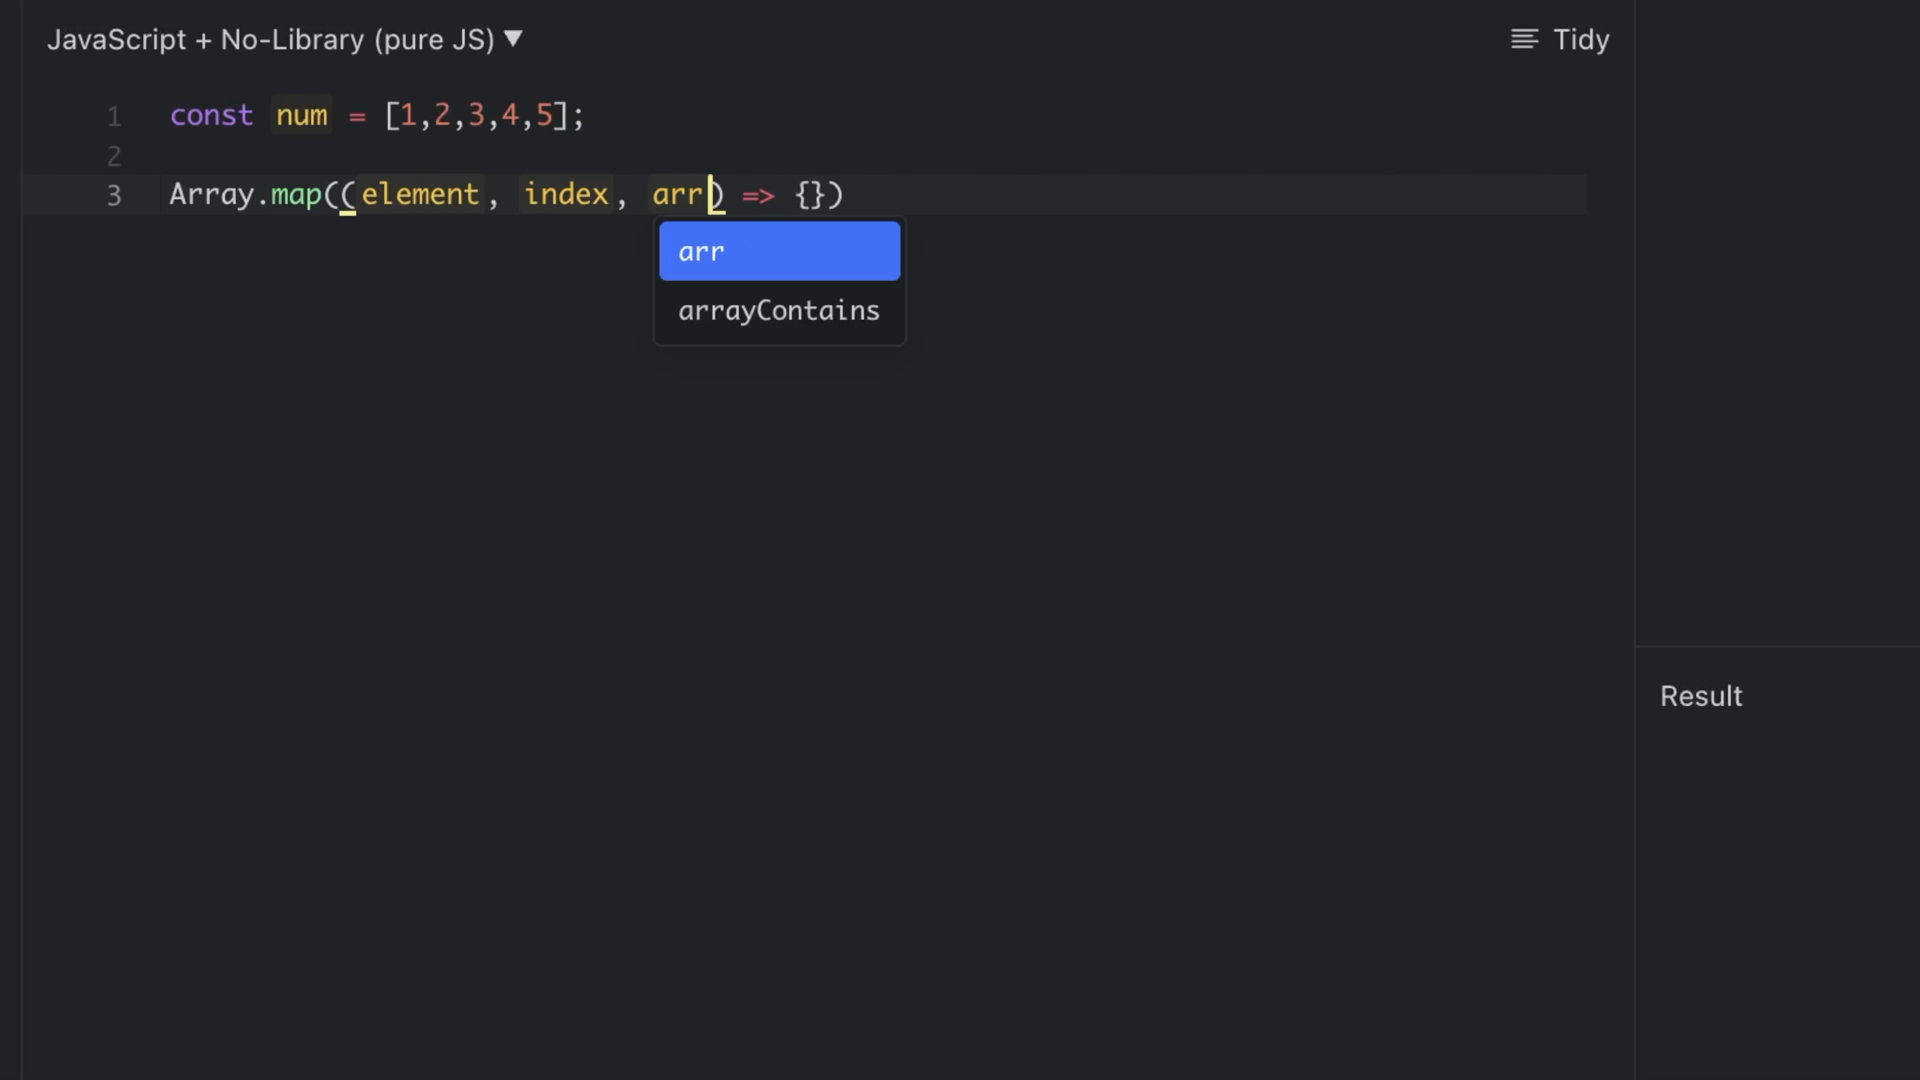 JavaScript + No-Library (pure JS) ▼
Tidy
1 const num = [1,2,3,4,5];
2
3 Array.map((element, index, arr) => {})
arr
arrayContains
Result